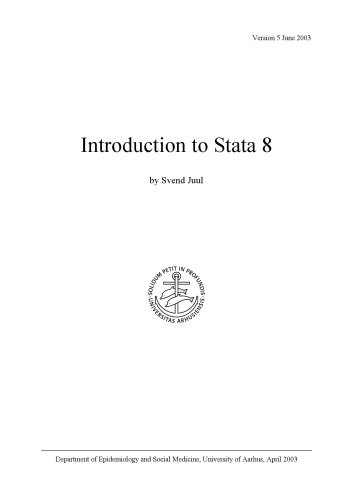 Version 5 June 2003
Introduction to Stata 8
by Svend Juul
SOLIDUM PETIT IN PROFUNDIS
UNIVERSITAS ARHUSIENSIS
Department of Epidemiology and Social Medicine, University of Aarhus, April 2003